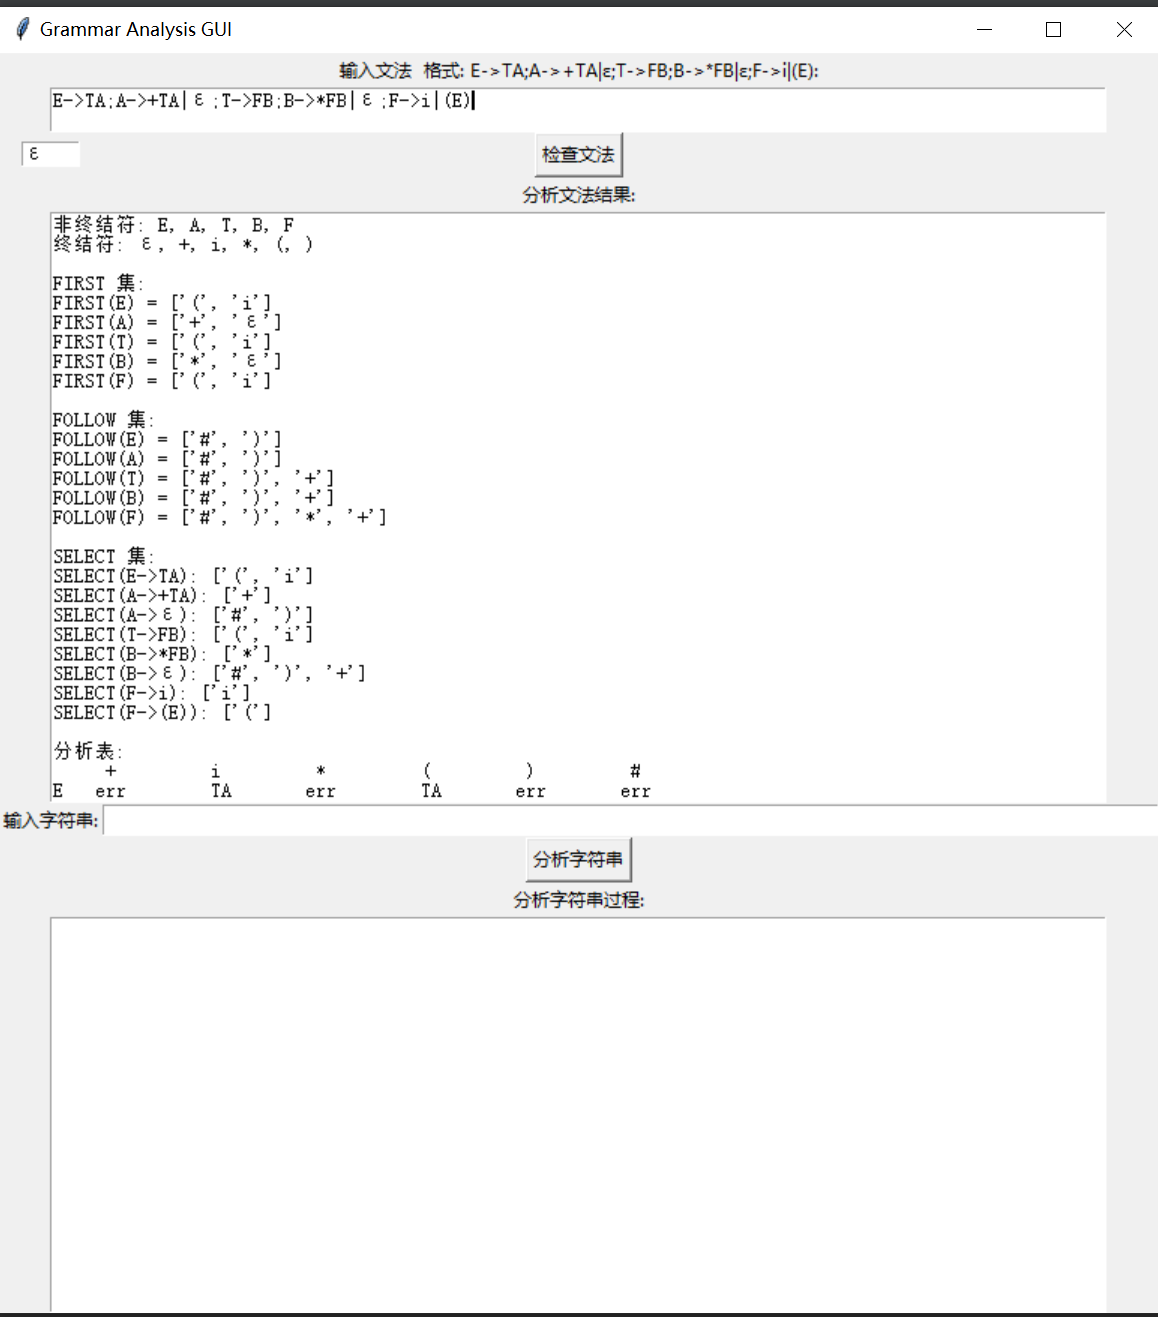 Grammar Analysis GUI
输入文法 格式: E->TA;A->+TA|ε;T->FB;B->*FB|ε;F->i|(E):
E->TA;A->+TA|ε;T->FB;B->*FB|ε;F->i|(E)
ε
检查文法
分析文法结果:
非终结符: E, A, T, B, F
终结符: ε, +, i, *, (, )
FIRST 集:
FIRST(E) = ['(', 'i']
FIRST(A) = ['+', 'ε']
FIRST(T) = ['(', 'i']
FIRST(B) = ['*', 'ε']
FIRST(F) = ['(', 'i']
FOLLOW 集:
FOLLOW(E) = ['#', ')']
FOLLOW(A) = ['#', ')']
FOLLOW(T) = ['#', ')', '+']
FOLLOW(B) = ['#', ')', '+']
FOLLOW(F) = ['#', ')', '*', '+']
SELECT 集:
SELECT(E->TA): ['(', 'i']
SELECT(A->+TA): ['+']
SELECT(A->ε): ['#', ')']
SELECT(T->FB): ['(', 'i']
SELECT(B->*FB): ['*']
SELECT(B->ε): ['#', ')', '+']
SELECT(F->i): ['i']
SELECT(F->(E)): ['(']
分析表:
+ i * ( ) #
E err TA err TA err err
输入字符串:
分析字符串
分析字符串过程: